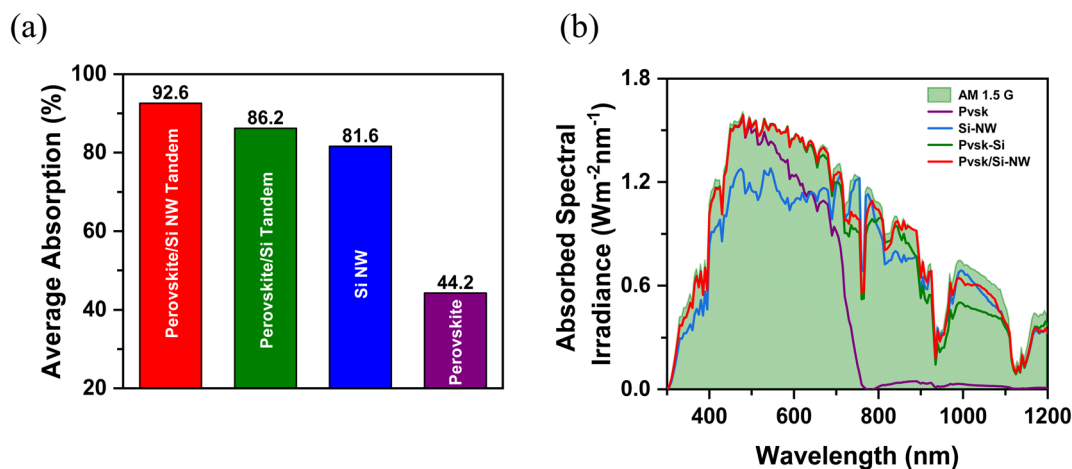 (a)
Average Absorption (%)
100
80
60
40
20
92.6
86.2
81.6
44.2
Perovskite/Si NW Tandem
Perovskite/Si Tandem
Si NW
Perovskite
(b)
Absorbed Spectral
Irradiance (Wm⁻²nm⁻¹)
1.8
1.2
0.6
0.0
AM 1.5 G
Pvsk
Si-NW
Pvsk-Si
Pvsk/Si-NW
400 600 800 1000 1200
Wavelength (nm)